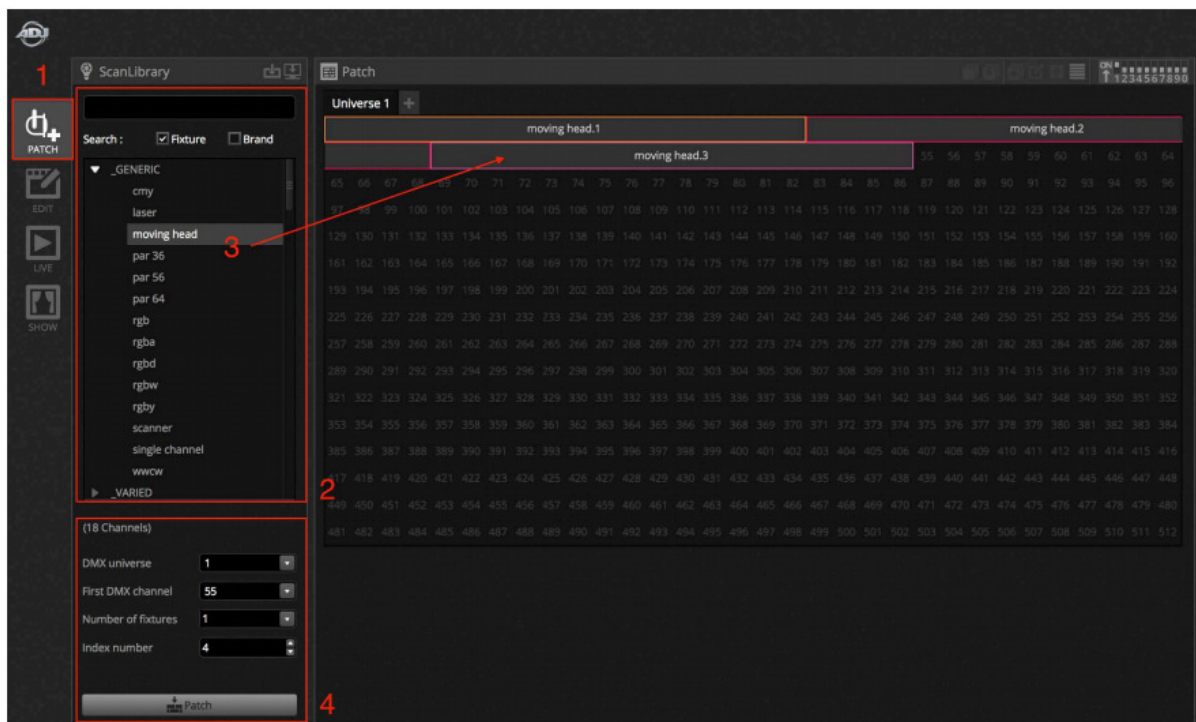 ADJ
1
ScanLibrary
Patch
ON
1234567890
Universe 1 +
Search : Fixture Brand
PATCH
EDIT
LIVE
SHOW
_GENERIC
cmy
laser
moving head
par 36
par 56
par 64
rgb
rgba
rgbd
rgbw
rgby
scanner
single channel
wwcw
_VARIED
2
3
moving head.1 moving head.2
moving head.3 55 56 57 58 59 60 61 62 63 64
65 66 67 68 69 70 71 72 73 74 75 76 77 78 79 80 81 82 83 84 85 86 87 88 89 90 91 92 93 94 95 96
97 98 99 100 101 102 103 104 105 106 107 108 109 110 111 112 113 114 115 116 117 118 119 120 121 122 123 124 125 126 127 128
129 130 131 132 133 134 135 136 137 138 139 140 141 142 143 144 145 146 147 148 149 150 151 152 153 154 155 156 157 158 159 160
161 162 163 164 165 166 167 168 169 170 171 172 173 174 175 176 177 178 179 180 181 182 183 184 185 186 187 188 189 190 191 192
193 194 195 196 197 198 199 200 201 202 203 204 205 206 207 208 209 210 211 212 213 214 215 216 217 218 219 220 221 222 223 224
225 226 227 228 229 230 231 232 233 234 235 236 237 238 239 240 241 242 243 244 245 246 247 248 249 250 251 252 253 254 255 256
257 258 259 260 261 262 263 264 265 266 267 268 269 270 271 272 273 274 275 276 277 278 279 280 281 282 283 284 285 286 287 288
289 290 291 292 293 294 295 296 297 298 299 300 301 302 303 304 305 306 307 308 309 310 311 312 313 314 315 316 317 318 319 320
321 322 323 324 325 326 327 328 329 330 331 332 333 334 335 336 337 338 339 340 341 342 343 344 345 346 347 348 349 350 351 352
353 354 355 356 357 358 359 360 361 362 363 364 365 366 367 368 369 370 371 372 373 374 375 376 377 378 379 380 381 382 383 384
385 386 387 388 389 390 391 392 393 394 395 396 397 398 399 400 401 402 403 404 405 406 407 408 409 410 411 412 413 414 415 416
417 418 419 420 421 422 423 424 425 426 427 428 429 430 431 432 433 434 435 436 437 438 439 440 441 442 443 444 445 446 447 448
449 450 451 452 453 454 455 456 457 458 459 460 461 462 463 464 465 466 467 468 469 470 471 472 473 474 475 476 477 478 479 480
481 482 483 484 485 486 487 488 489 490 491 492 493 494 495 496 497 498 499 500 501 502 503 504 505 506 507 508 509 510 511 512
(18 Channels)
DMX universe 1
First DMX channel 55
Number of fixtures 1
Index number 4
Patch
4